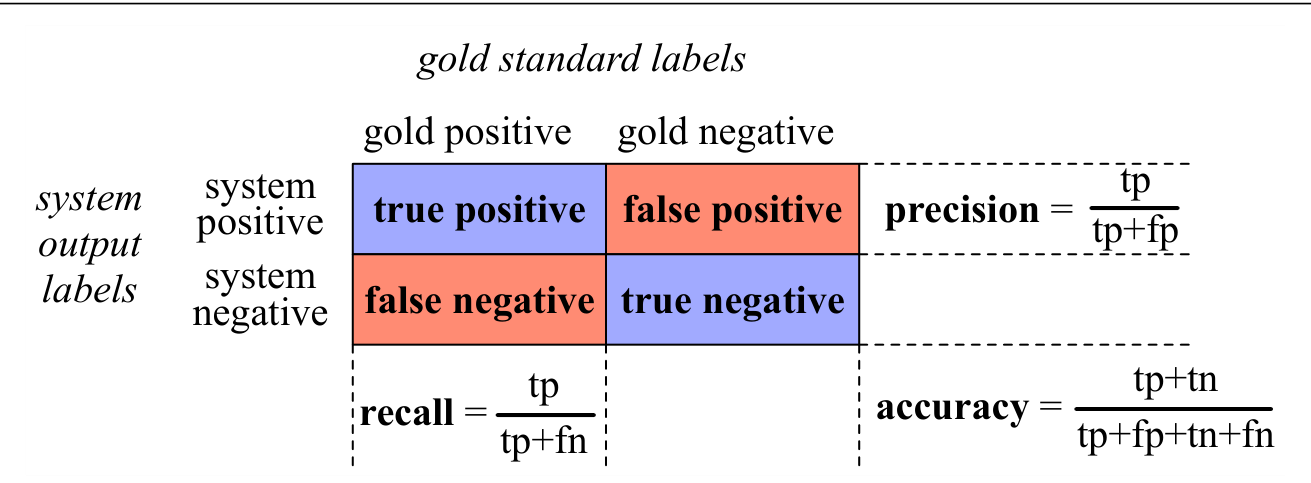 gold standard labels
gold positive gold negative
system output labels
system positive
true positive false positive
precision = tp / tp+fp
system negative
false negative true negative
recall = tp / tp+fn
accuracy = tp+tn / tp+fp+tn+fn